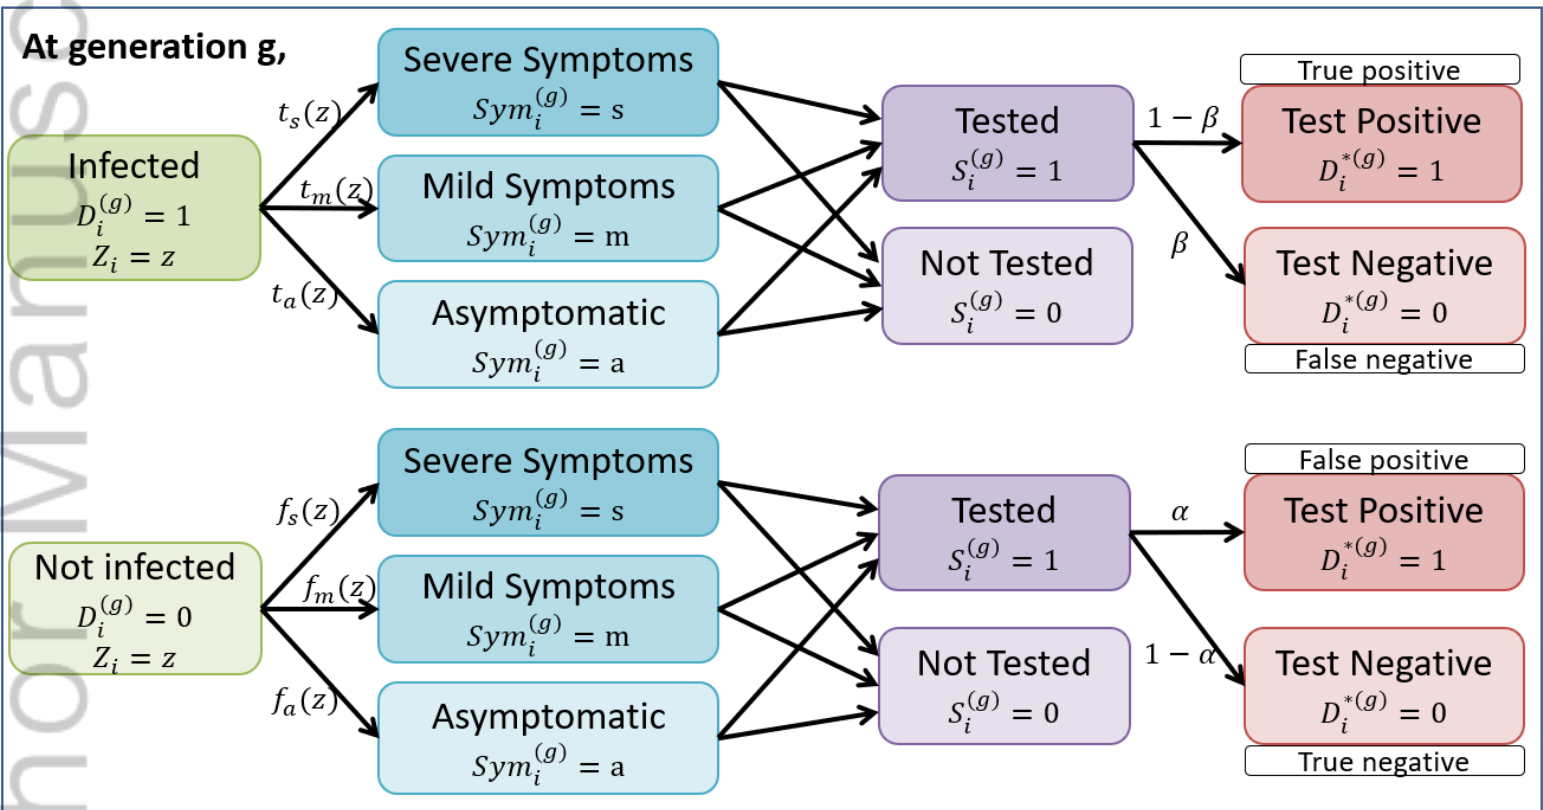 At generation g,
Infected
D_i^(g) = 1
Z_i = z
t_s(z)
t_m(z)
t_a(z)
Severe Symptoms
Sym_i^(g) = s
Mild Symptoms
Sym_i^(g) = m
Asymptomatic
Sym_i^(g) = a
Tested
S_i^(g) = 1
Not Tested
S_i^(g) = 0
1 − β
β
True positive
Test Positive
D_i^*(g) = 1
Test Negative
D_i^*(g) = 0
False negative
Not infected
D_i^(g) = 0
Z_i = z
f_s(z)
f_m(z)
f_a(z)
Severe Symptoms
Sym_i^(g) = s
Mild Symptoms
Sym_i^(g) = m
Asymptomatic
Sym_i^(g) = a
Tested
S_i^(g) = 1
Not Tested
S_i^(g) = 0
α
1 − α
False positive
Test Positive
D_i^*(g) = 1
Test Negative
D_i^*(g) = 0
True negative